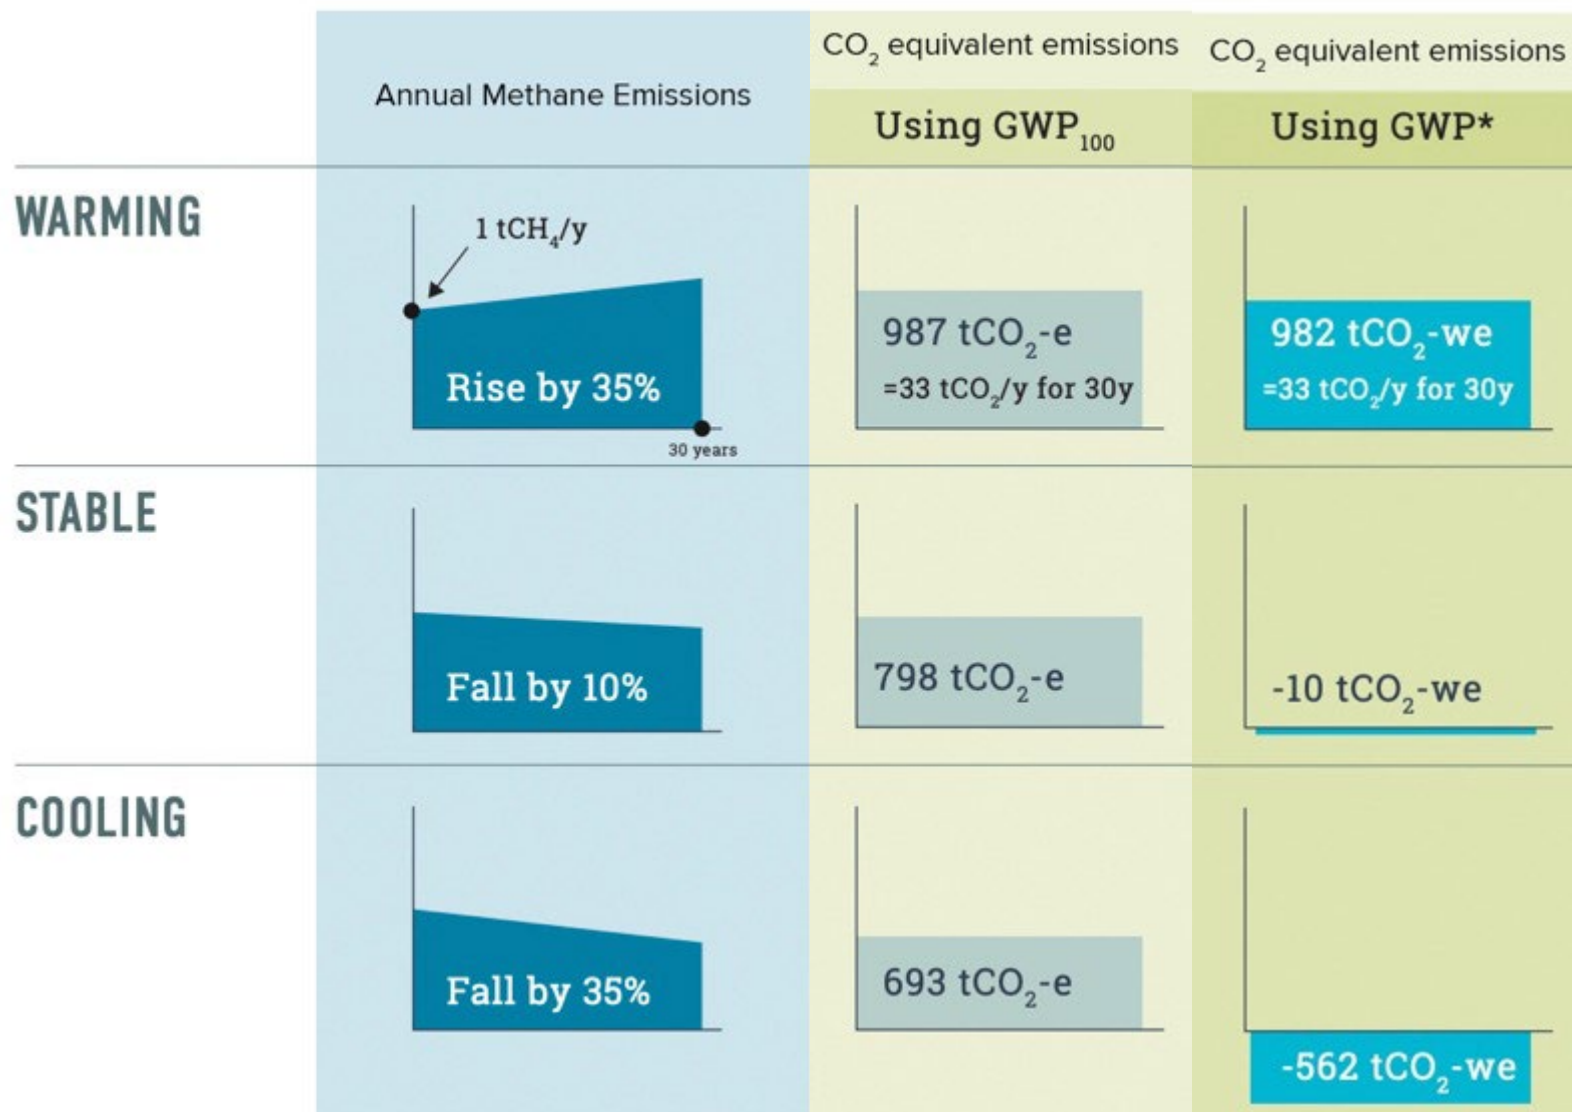 Annual Methane Emissions
CO₂ equivalent emissions
Using GWP₁₀₀
CO₂ equivalent emissions
Using GWP*
WARMING
1 tCH₄/y
Rise by 35%
30 years
987 tCO₂-e
=33 tCO₂/y for 30y
982 tCO₂-we
=33 tCO₂/y for 30y
STABLE
Fall by 10%
798 tCO₂-e
-10 tCO₂-we
COOLING
Fall by 35%
693 tCO₂-e
-562 tCO₂-we